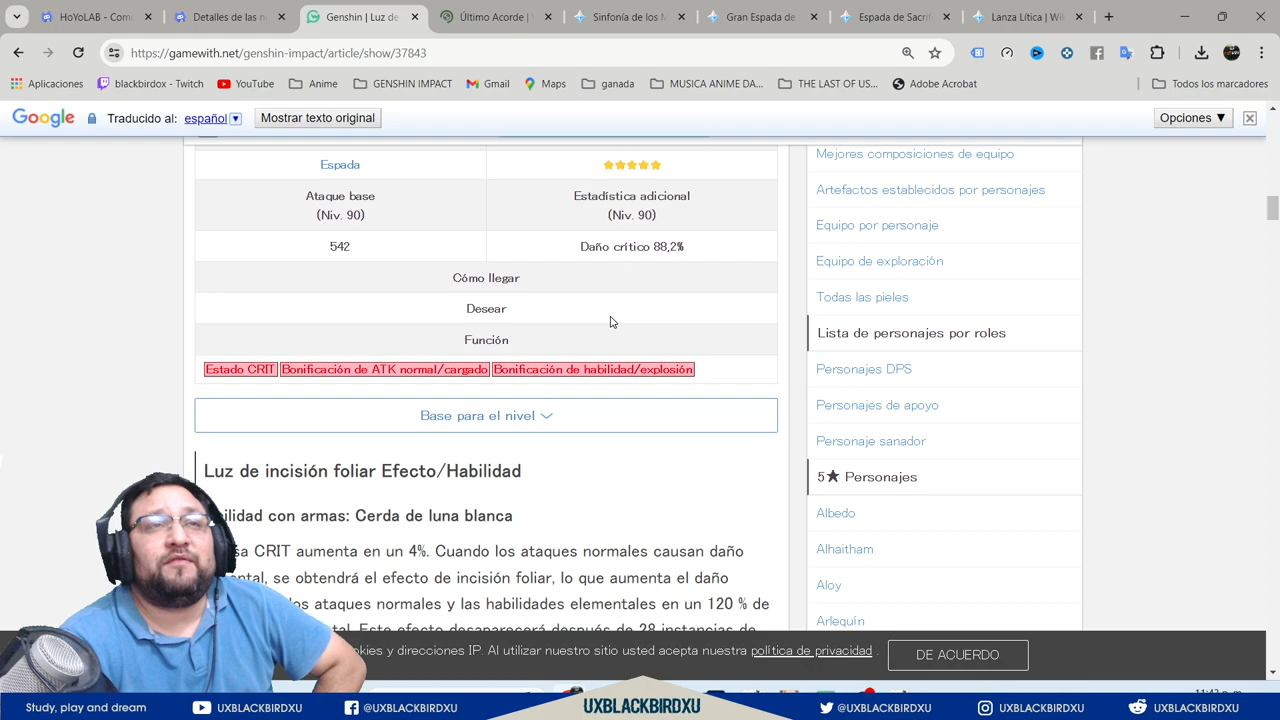 HoYoLAB - Com
Detalles de las n
Genshin | Luz de
Último Acorde |
Sinfonía de los M
Gran Espada de
Espada de Sacrif
Lanza Lítica | Wi
https://gamewith.net/genshin-impact/article/show/37843
Aplicaciones
blackbirdox - Twitch
YouTube
Anime
GENSHIN IMPACT
Gmail
Maps
ganada
MUSICA ANIME DA...
THE LAST OF US...
Adobe Acrobat
Todos los marcadores
Google
Traducido al: español
Mostrar texto original
Opciones ▼
Espada
Ataque base
(Niv. 90)
Estadística adicional
(Niv. 90)
542
Daño crítico 88,2%
Cómo llegar
Desear
Función
Estado CRIT
Bonificación de ATK normal/cargado
Bonificación de habilidad/explosión
Base para el nivel
Luz de incisión foliar Efecto/Habilidad
ilidad con armas: Cerda de luna blanca
sa CRIT aumenta en un 4%. Cuando los ataques normales causan daño
ntal, se obtendrá el efecto de incisión foliar, lo que aumenta el daño
os ataques normales y las habilidades elementales en un 120 % de
Mejores composiciones de equipo
Artefactos establecidos por personajes
Equipo por personaje
Equipo de exploración
Todas las pieles
Lista de personajes por roles
Personajes DPS
Personajes de apoyo
Personaje sanador
5★ Personajes
Albedo
Alhaitham
Aloy
Arlequín
okies y direcciones IP. Al utilizar nuestro sitio usted acepta nuestra política de privacidad .
DE ACUERDO
Study, play and dream
UXBLACKBIRDXU
@UXBLACKBIRDXU
UXBLACKBIRDXU
@UXBLACKBIRDXU
UXBLACKBIRDXU
UXBLACKBIRDXU